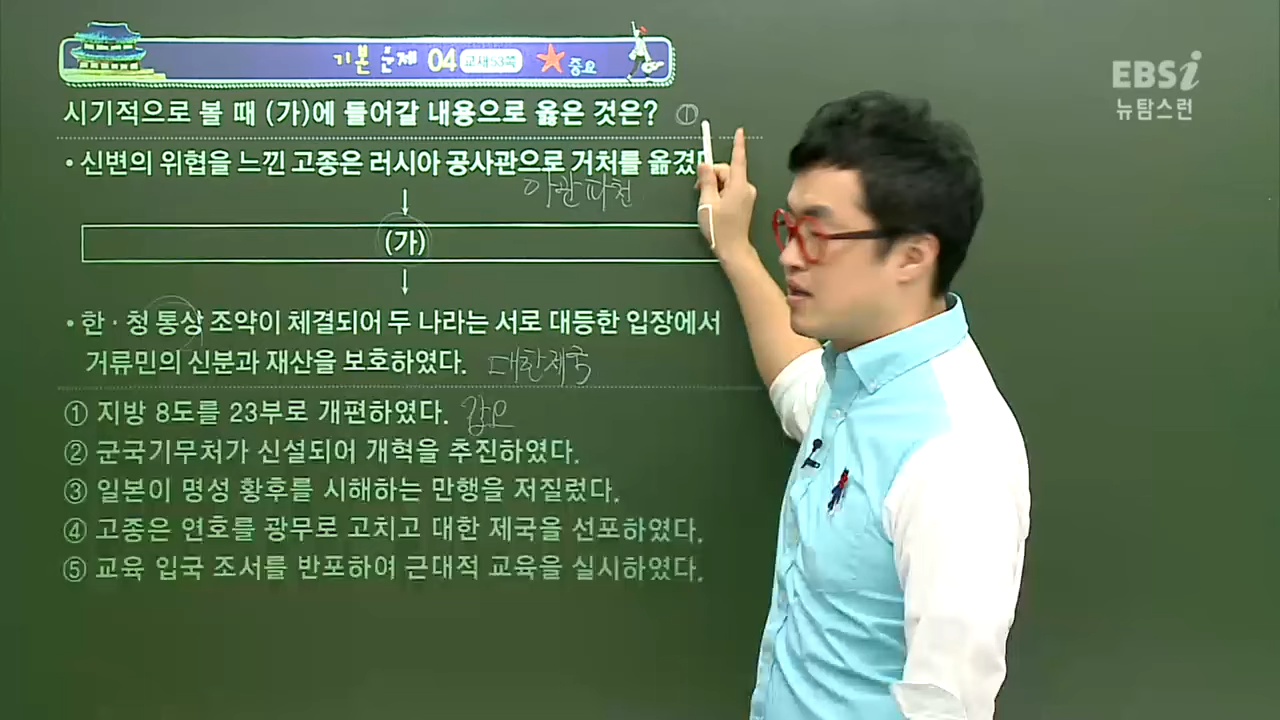 기본 문제 04 교재53쪽 중요
EBSi
뉴탐스런
시기적으로 볼 때 (가)에 들어갈 내용으로 옳은 것은? ①
• 신변의 위협을 느낀 고종은 러시아 공사관으로 거처를 옮겼
아관파천
↓
(가)
↓
• 한·청 통상 조약이 체결되어 두 나라는 서로 대등한 입장에서
거류민의 신분과 재산을 보호하였다. 대한제국
① 지방 8도를 23부로 개편하였다. 갑오
② 군국기무처가 신설되어 개혁을 추진하였다.
③ 일본이 명성 황후를 시해하는 만행을 저질렀다.
④ 고종은 연호를 광무로 고치고 대한 제국을 선포하였다.
⑤ 교육 입국 조서를 반포하여 근대적 교육을 실시하였다.